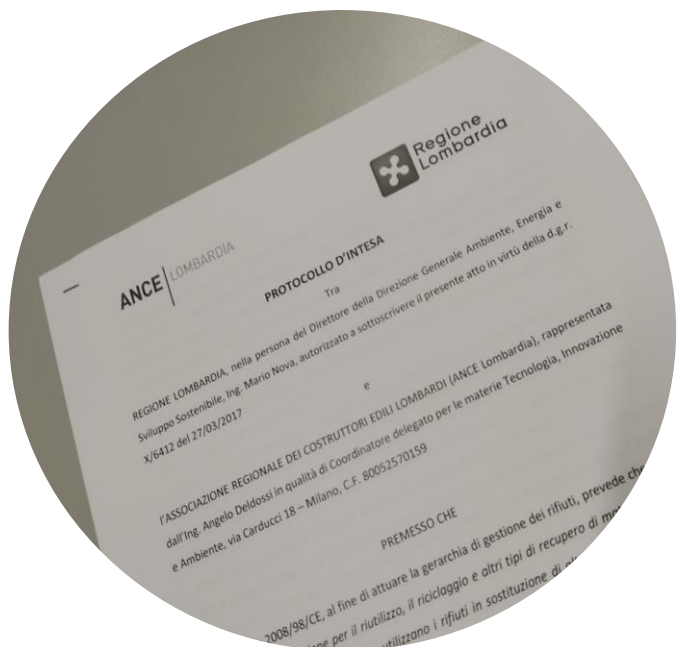 Regione
Lombardia
ANCE LOMBARDIA
PROTOCOLLO D'INTESA
Tra
REGIONE LOMBARDIA, nella persona del Direttore della Direzione Generale Ambiente, Energia e
Sviluppo Sostenibile, Ing. Mario Nova, autorizzato a sottoscrivere il presente atto in virtù della d.g.r.
X/6412 del 27/03/2017
e
l'ASSOCIAZIONE REGIONALE DEI COSTRUTTORI EDILI LOMBARDI (ANCE Lombardia), rappresentata
dall'Ing. Angelo Deldossi in qualità di Coordinatore delegato per le materie Tecnologia, Innovazione
e Ambiente, via Carducci 18 – Milano, C.F. 80052570159
PREMESSO CHE
2008/98/CE, al fine di attuare la gerarchia di gestione dei rifiuti, prevede che
per il riutilizzo, il riciclaggio e altri tipi di recupero di
utilizzano i rifiuti in sostituzione di